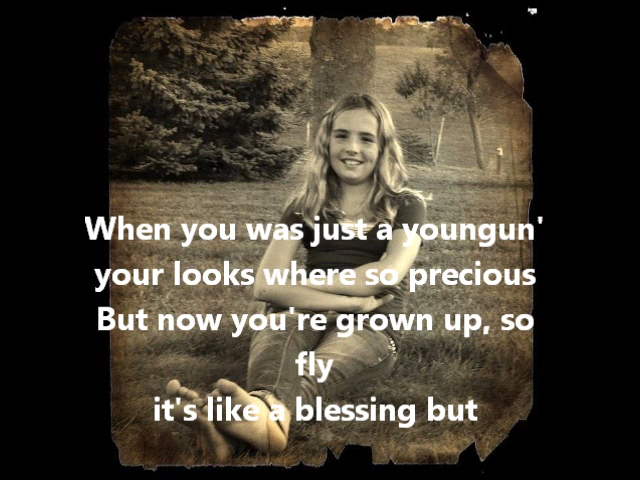 When you was just a youngun'
your looks where so precious
But now you're grown up, so
fly
it's like a blessing but